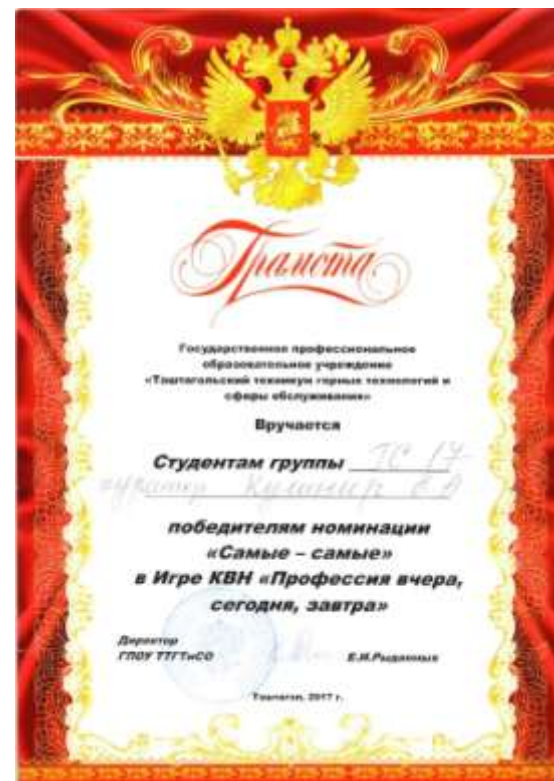 Грамота
Государственное профессиональное
образовательное учреждение
«Таштагольский техникум горных технологий и
сферы обслуживания»
Вручается
Студентам группы ТС 17
куратор Кушнир
победителям номинации
«Самые – самые»
в Игре КВН «Профессия вчера,
сегодня, завтра»
Директор
ГПОУ ТТГТиСО
Таштагол, 2017 г.